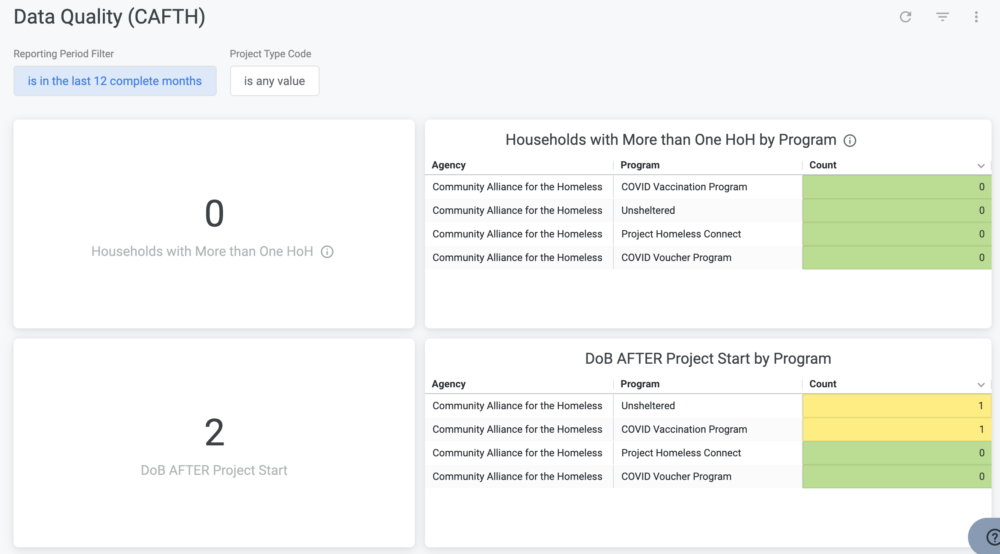 Data Quality (CAFTH)
Reporting Period Filter
Project Type Code
is in the last 12 complete months
is any value
0
Households with More than One HoH
Households with More than One HoH by Program
Agency Program Count
Community Alliance for the Homeless COVID Vaccination Program 0
Community Alliance for the Homeless Unsheltered 0
Community Alliance for the Homeless Project Homeless Connect 0
Community Alliance for the Homeless COVID Voucher Program 0
2
DoB AFTER Project Start
DoB AFTER Project Start by Program
Agency Program Count
Community Alliance for the Homeless Unsheltered 1
Community Alliance for the Homeless COVID Vaccination Program 1
Community Alliance for the Homeless Project Homeless Connect 0
Community Alliance for the Homeless COVID Voucher Program 0